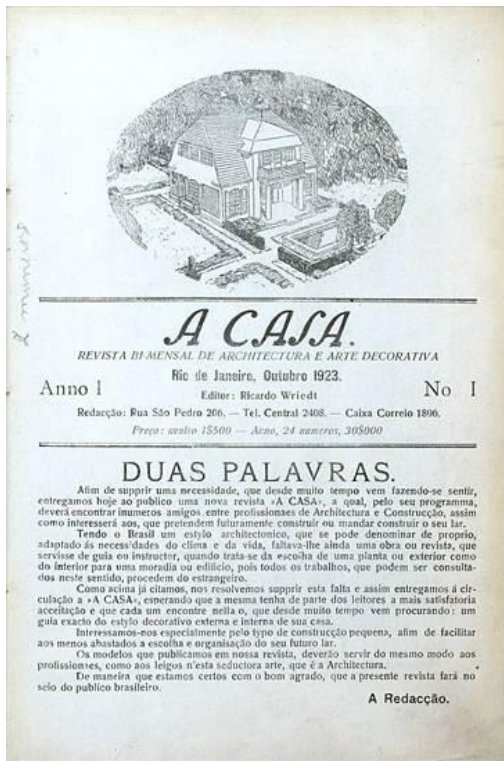 A CASA.
REVISTA BI-MENSAL DE ARCHITECTURA E ARTE DECORATIVA
Rio de Janeiro, Outubro 1923.
Anno I
Editor: Ricardo Wriedt
No I
Redacção: Rua São Pedro 206. — Tel. Central 2408. — Caixa Correio 1896.
Preço: avulso 1$500 — Anno, 24 numeros, 30$000
DUAS PALAVRAS.
Afim de supprir uma necessidade, que desde muito tempo vem fazendo-se sentir,
entregamos hoje ao publico uma nova revista »A CASA«, a qual, pelo seu programma,
deverá encontrar inumeros amigos entre profissionaes de Architectura e Construcção, assim
como interesserá aos, que pretendem futuramente construir ou mandar construir o seu lar.
Tendo o Brasil um estylo architectonico, que se pode denominar de proprio,
adaptado ás necessidades do clima e da vida, faltava-lhe ainda uma obra ou revista, que
servisse de guia ou instructor, quando trata-se da escolha de uma planta ou exterior como
do interior para uma moradia ou edificio, pois todos os trabalhos, que podem ser consulta-
dos neste sentido, procedem do estrangeiro.
Como acima já citamos, nos resolvemos supprir esta falta e assim entregamos á cir-
culação a »A CASA«, esperando que a mesma tenha de parte dos leitores a mais satisfatoria
acceitação e que cada um encontre nella o, que desde muito tempo vem procurando: um
guia exacto do estylo decorativo externa e interna de sua casa.
Interessamos-nos especialmente pelo typo de construcção pequena, afim de facilitar
aos menos abastados a escolha e organisação do seu futuro lar.
Os modelos que publicamos em nossa revista, deverão servir do mesmo modo aos
profissionaes, como aos leigos n'esta seductora arte, que é a Architectura.
De maneira que estamos certos com o bom agrado, que a presente revista fará no
seio do publico brasileiro.
A Redacção.